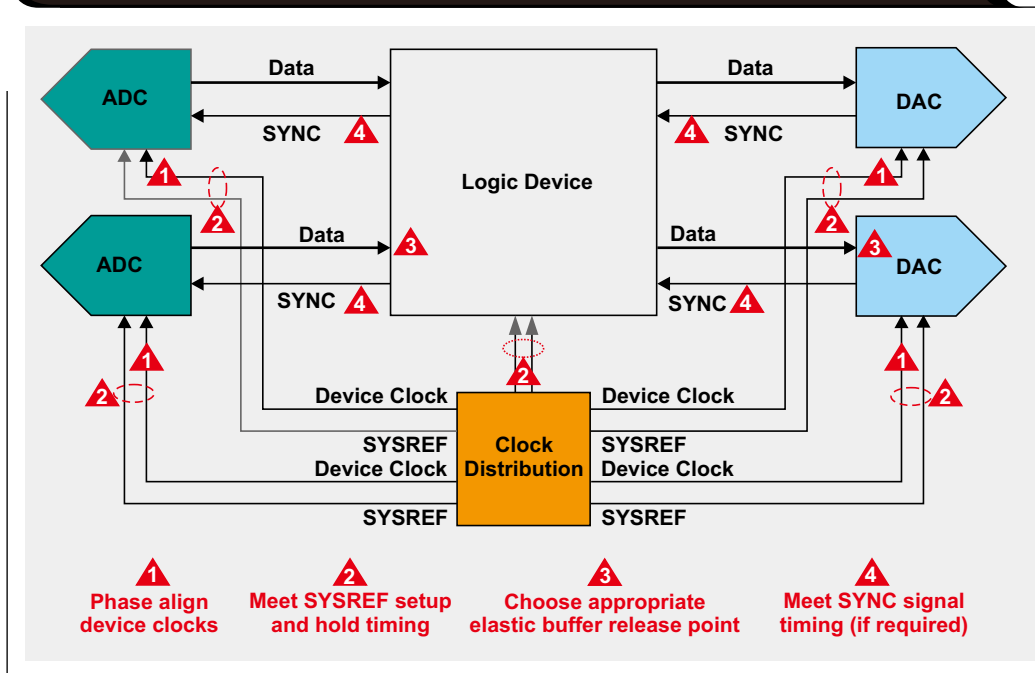 Data
Data
ADC
DAC
SYNC
4
4
SYNC
1
Logic Device
1
2
2
Data
Data
3
3
ADC
DAC
SYNC
4
SYNC
4
1
1
2
2
2
Device Clock
Device Clock
SYSREF
Clock
Distribution
SYSREF
Device Clock
Device Clock
SYSREF
SYSREF
1
Phase align
device clocks
2
Meet SYSREF setup
and hold timing
3
Choose appropriate
elastic buffer release point
4
Meet SYNC signal
timing (if required)